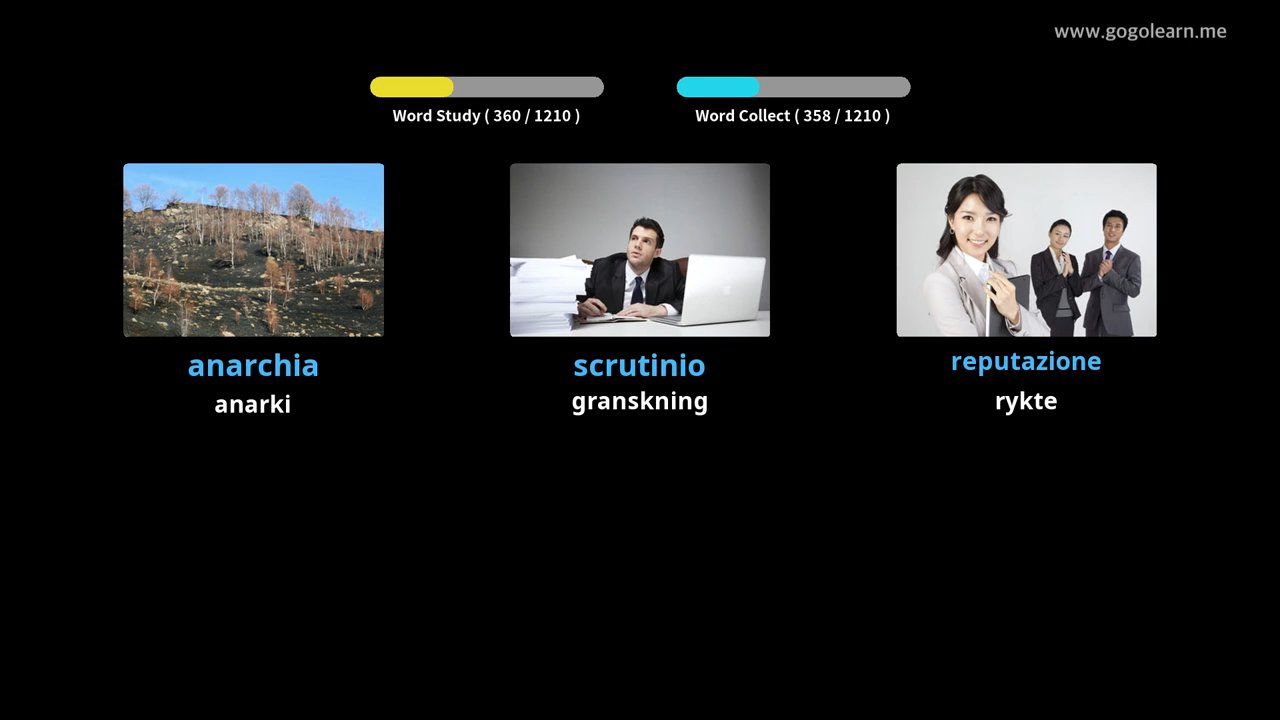 www.gogolearn.me
Word Study ( 360 / 1210 )
Word Collect ( 358 / 1210 )
anarchia
anarki
scrutinio
granskning
reputazione
rykte